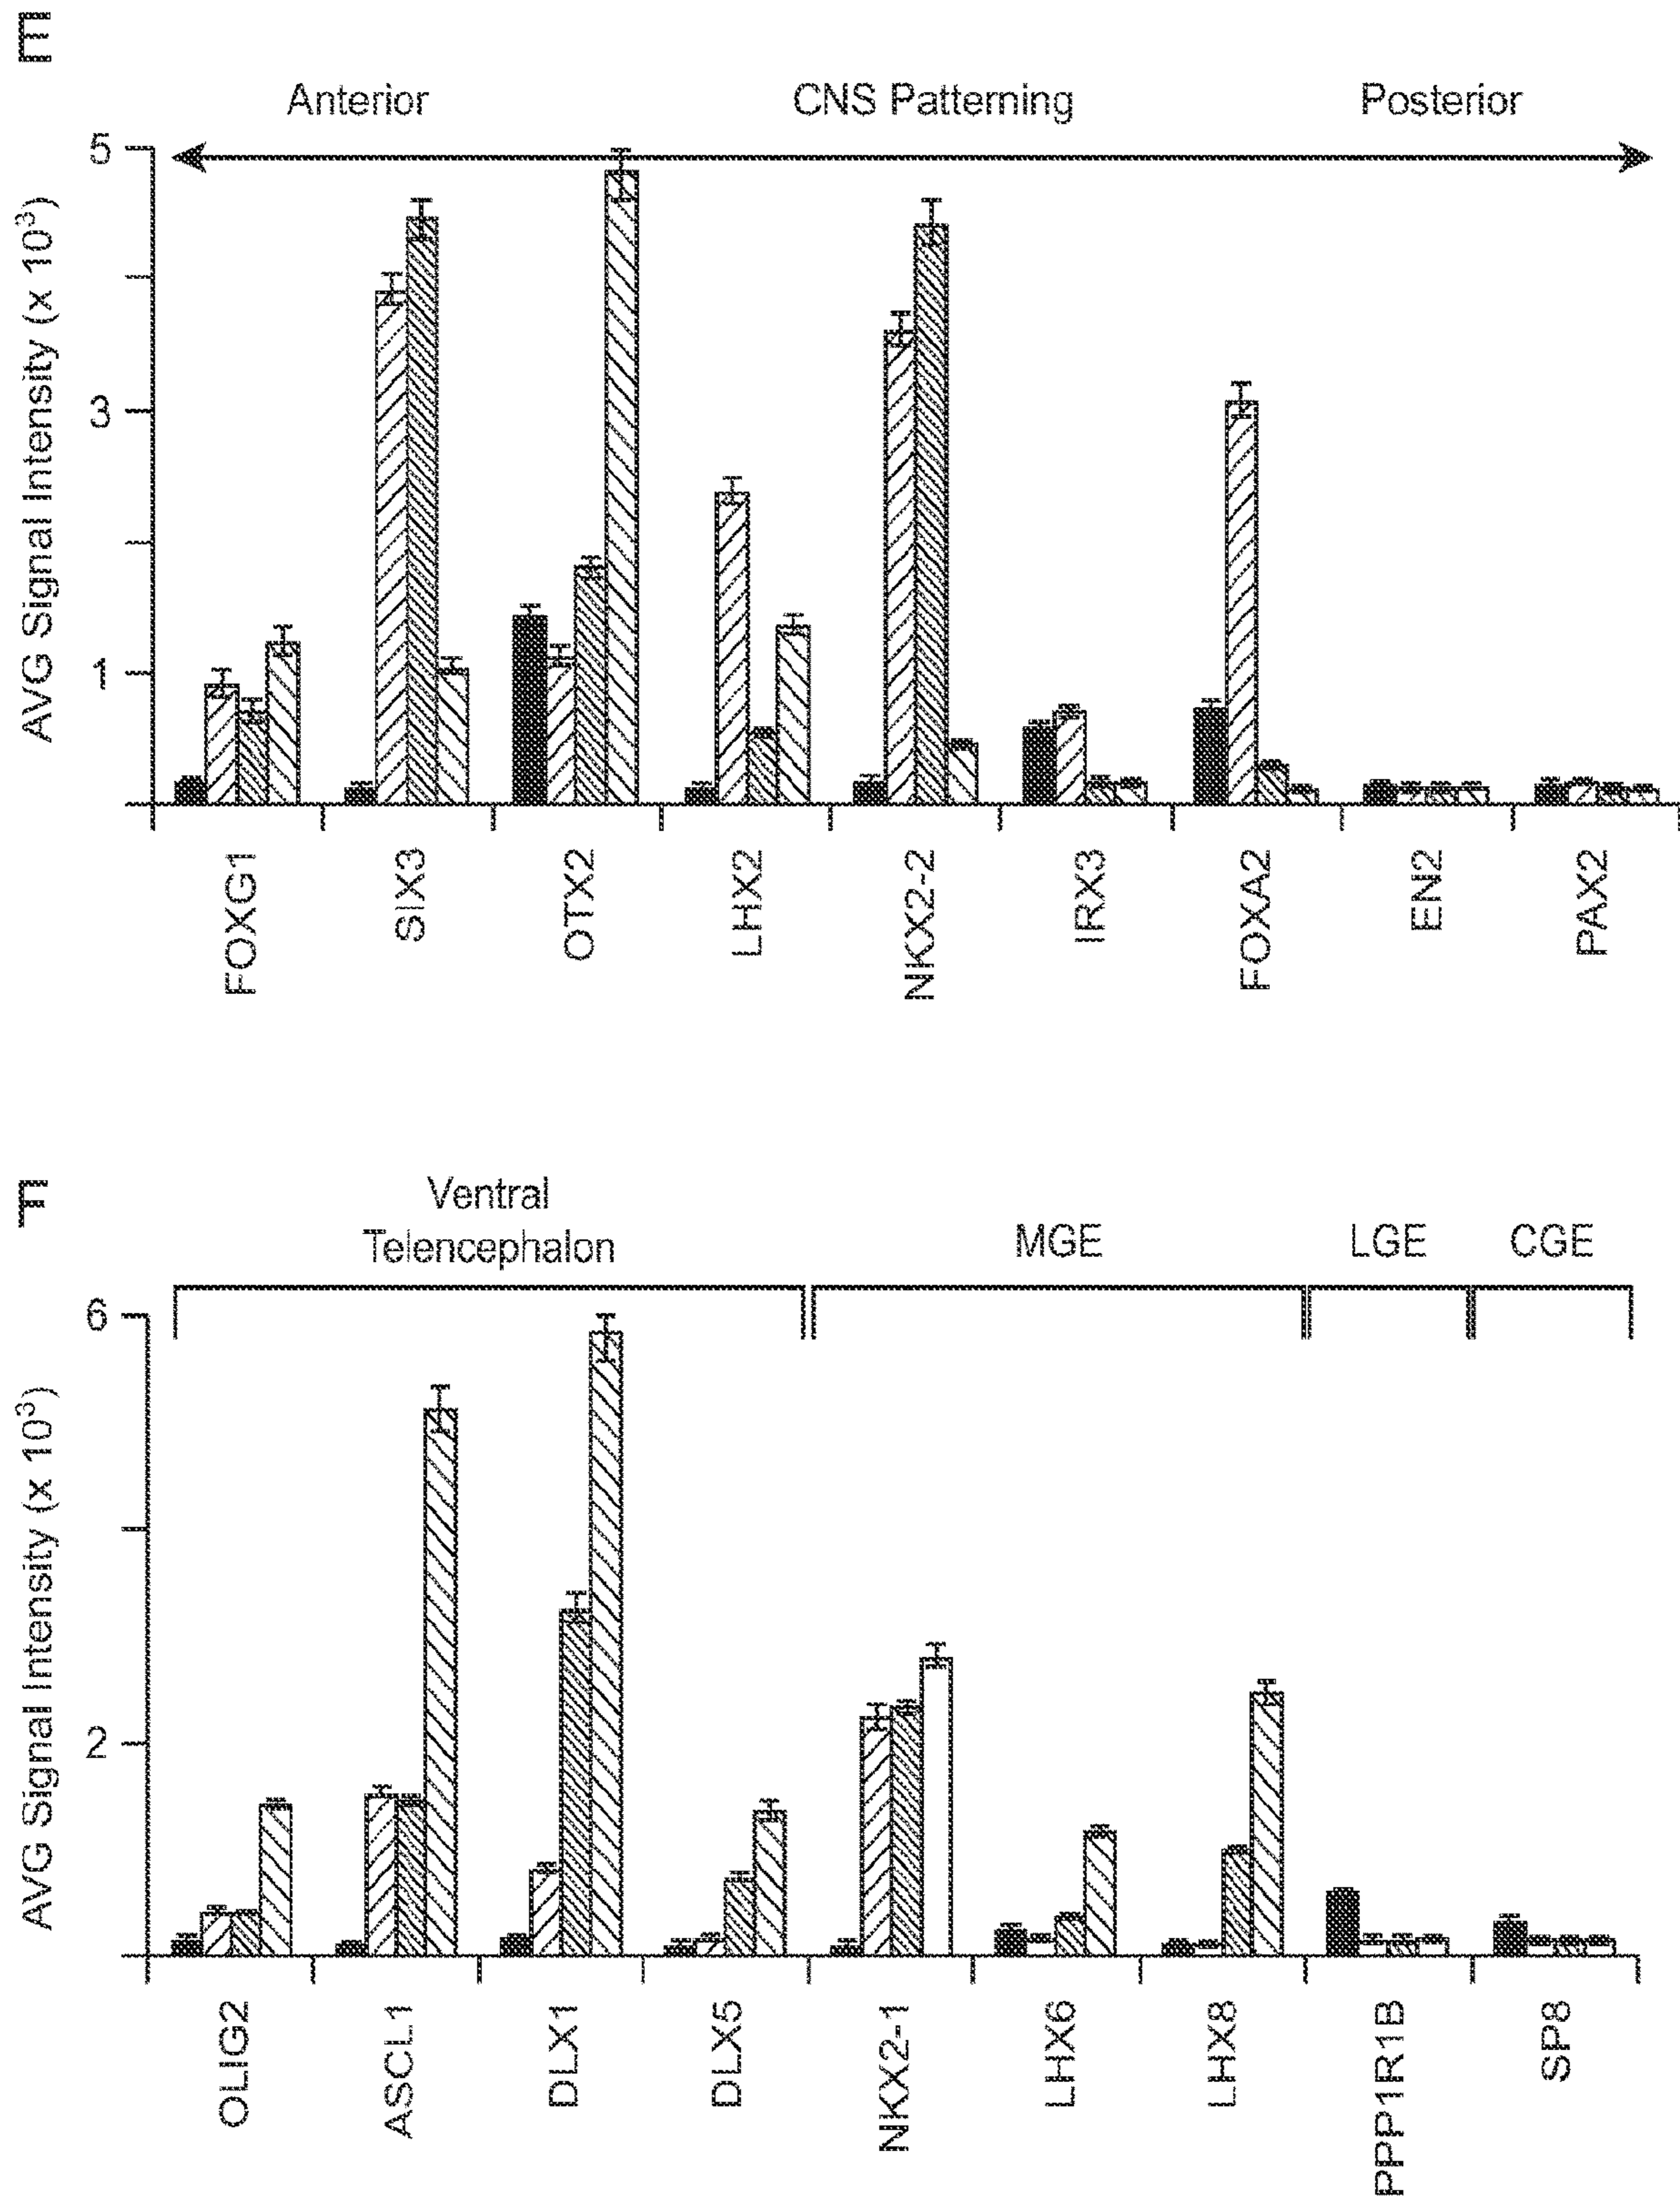 E
Anterior CNS Patterning Posterior
AVG Signal Intensity (x 10³)
5
3
1
FOXG1
SIX3
OTX2
LHX2
NKX2-2
IRX3
FOXA2
EN2
PAX2
F
Ventral
Telencephalon
MGE LGE CGE
AVG Signal Intensity (x 10³)
6
2
OLIG2
ASCL1
DLX1
DLX5
NKX2-1
LHX6
LHX8
PPP1R1B
SP8